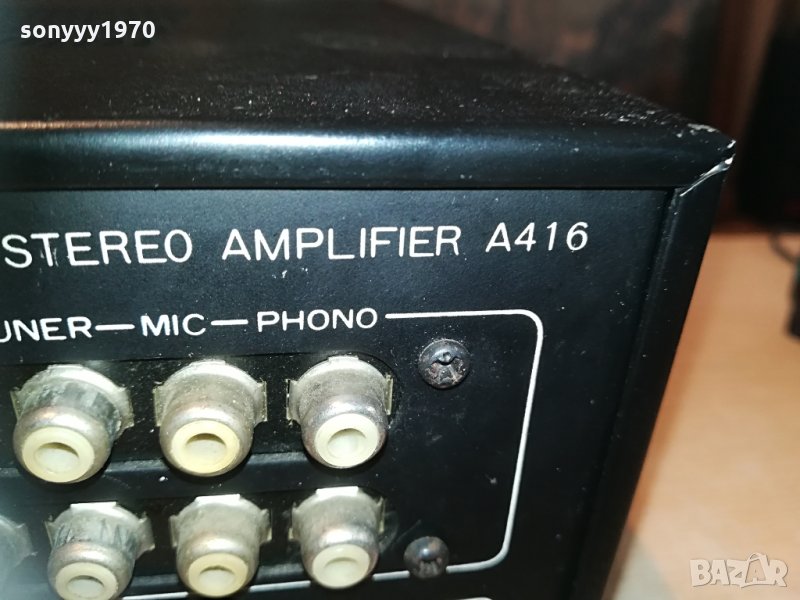 sonyyy1970
STEREO AMPLIFIER A416
UNER—MIC—PHONO
BAZAR